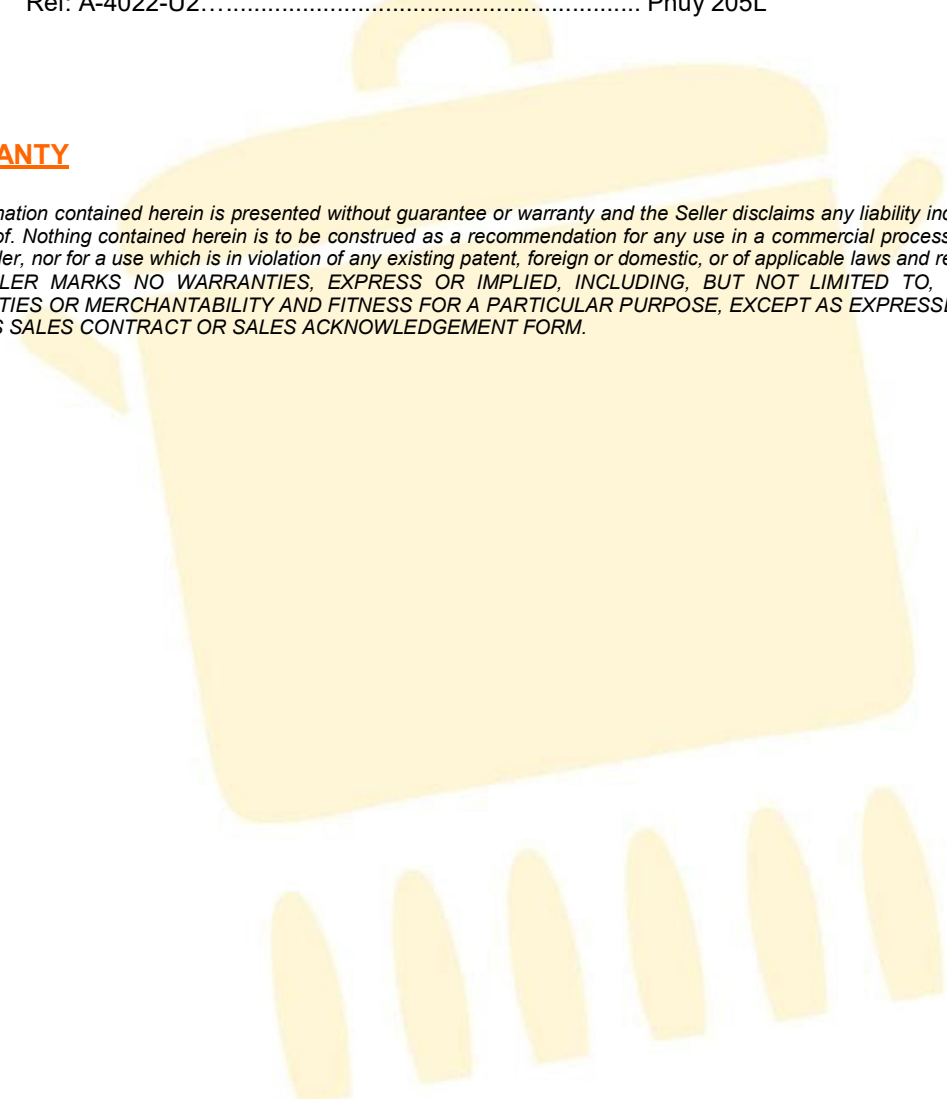 Ref: A-4022-U2….............................................................. Phuy 205L
ANTY
nation contained herein is presented without guarantee or warranty and the Seller disclaims any liability inc
of. Nothing contained herein is to be construed as a recommendation for any use in a commercial process
ler, nor for a use which is in violation of any existing patent, foreign or domestic, or of applicable laws and re
LER MARKS NO WARRANTIES, EXPRESS OR IMPLIED, INCLUDING, BUT NOT LIMITED TO,
TIES OR MERCHANTABILITY AND FITNESS FOR A PARTICULAR PURPOSE, EXCEPT AS EXPRESSE
S SALES CONTRACT OR SALES ACKNOWLEDGEMENT FORM.